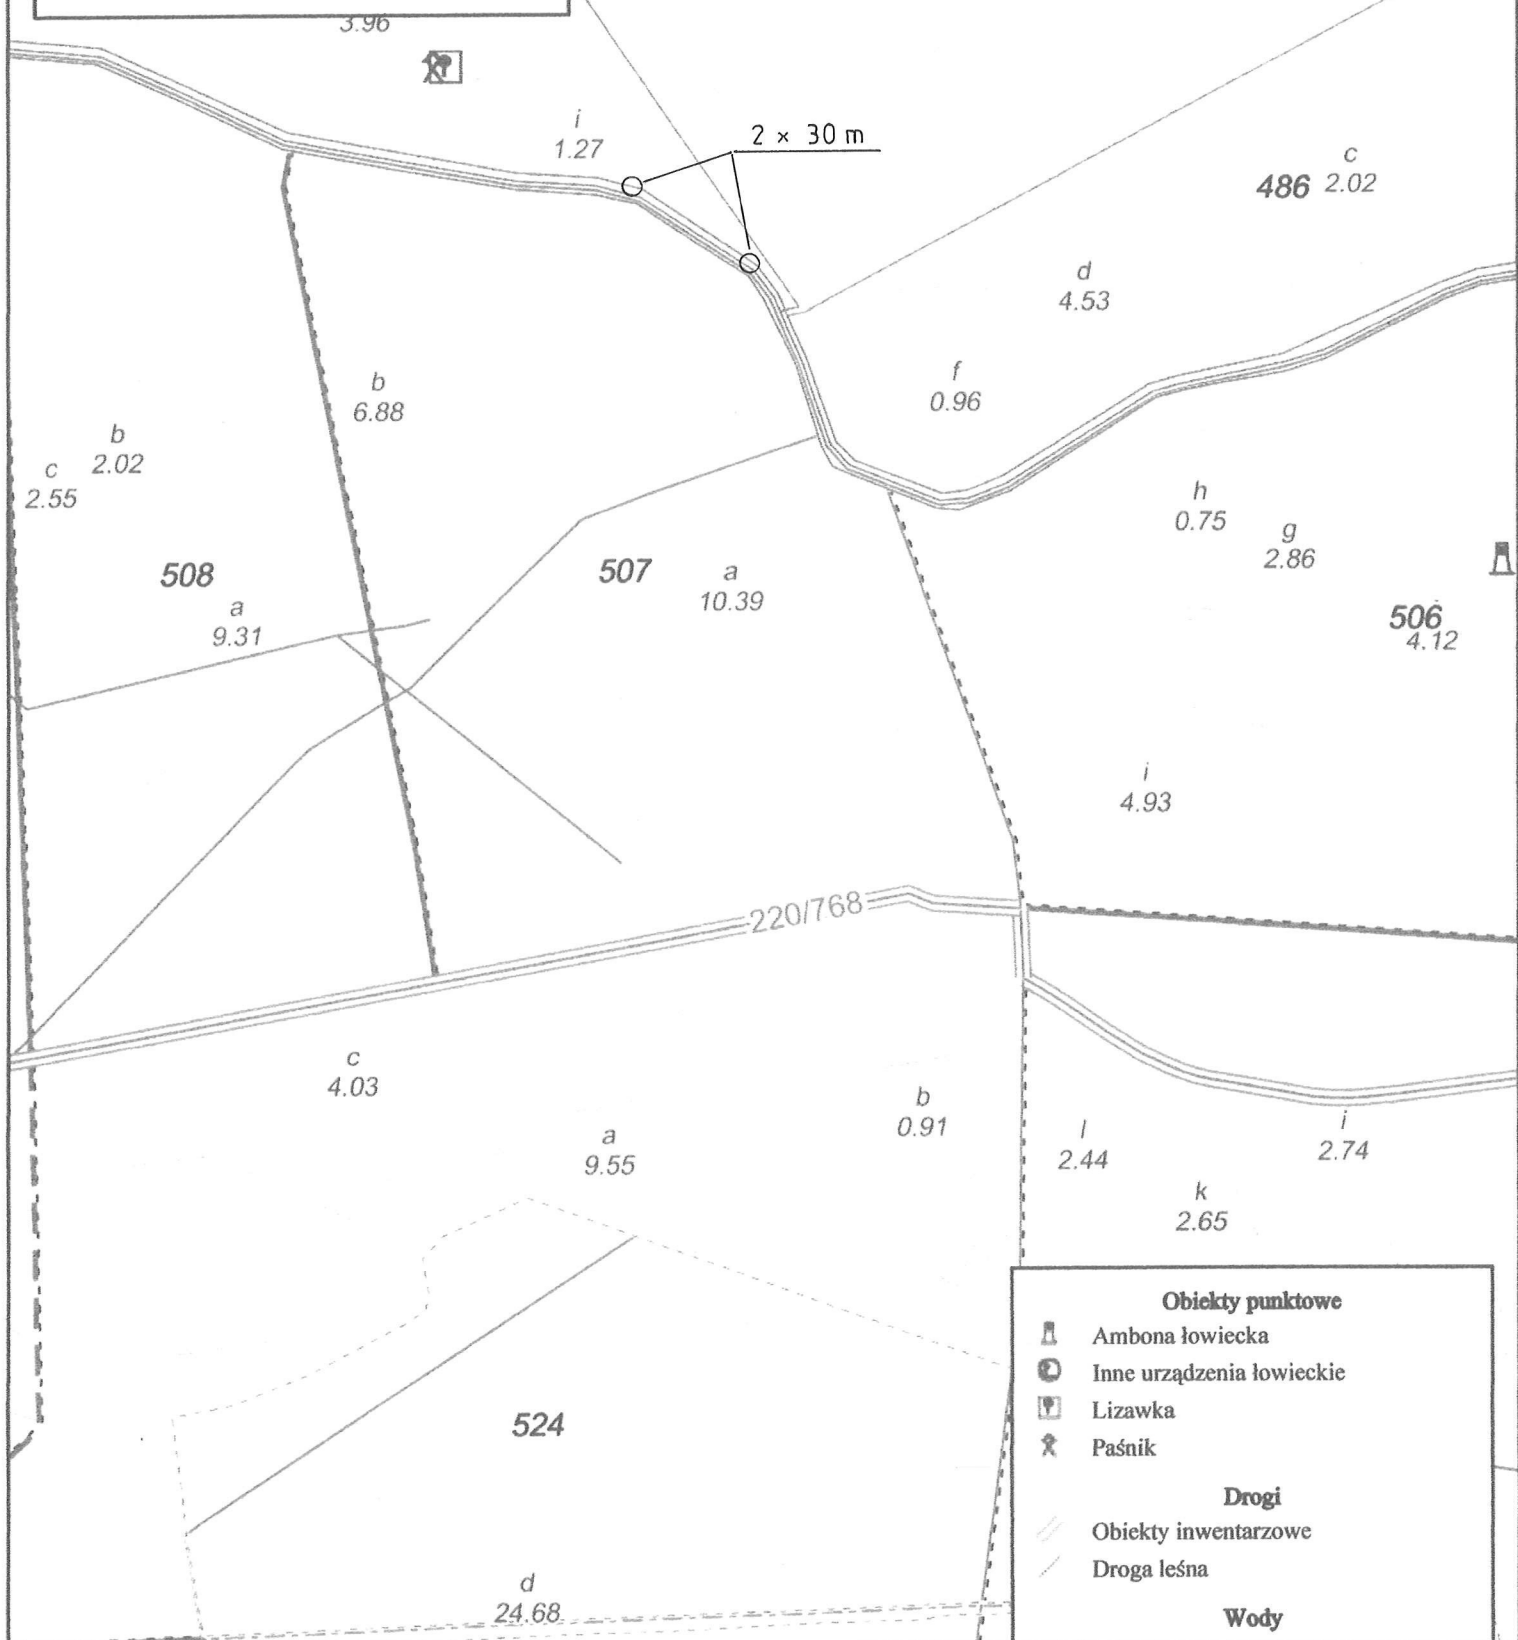 3.96
i
1.27
2 × 30 m
c
486 2.02
d
4.53
f
0.96
b
6.88
b
2.02
c
2.55
h
0.75
g
2.86
508
a
9.31
507
a
10.39
506
4.12
i
4.93
220/768
c
4.03
b
0.91
a
9.55
l
2.44
i
2.74
k
2.65
524
d
24.68
Obiekty punktowe
Ambona łowiecka
Inne urządzenia łowieckie
Lizawka
Paśnik
Drogi
Obiekty inwentarzowe
Droga leśna
Wody